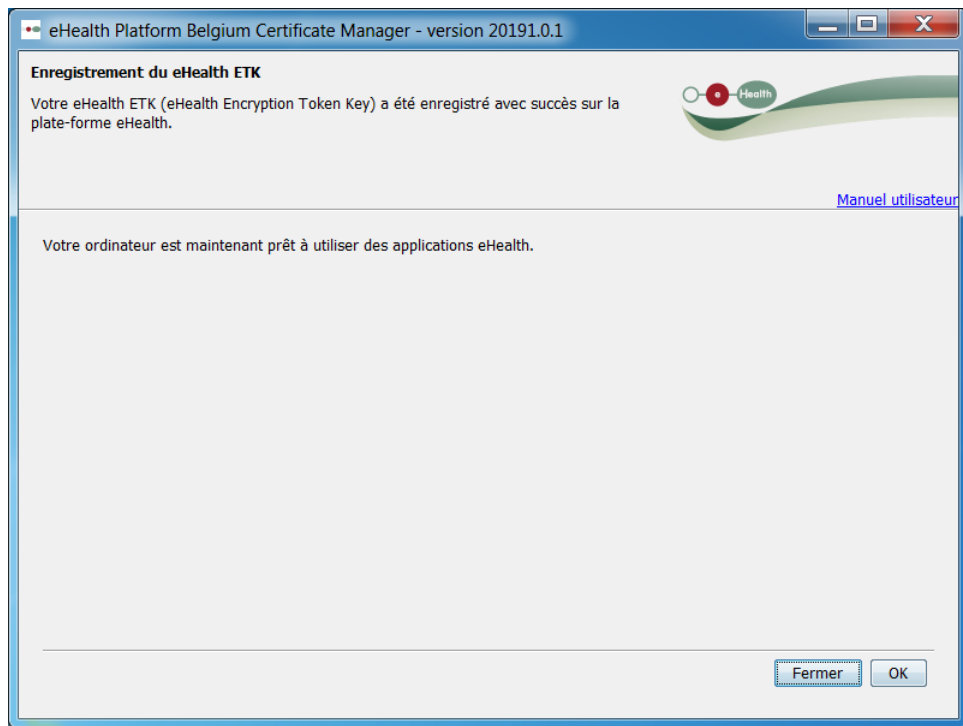 eHealth Platform Belgium Certificate Manager - version 20191.0.1
Enregistrement du eHealth ETK
Votre eHealth ETK (eHealth Encryption Token Key) a été enregistré avec succès sur la
plate-forme eHealth.
e Health
Manuel utilisateur
Votre ordinateur est maintenant prêt à utiliser des applications eHealth.
Fermer OK